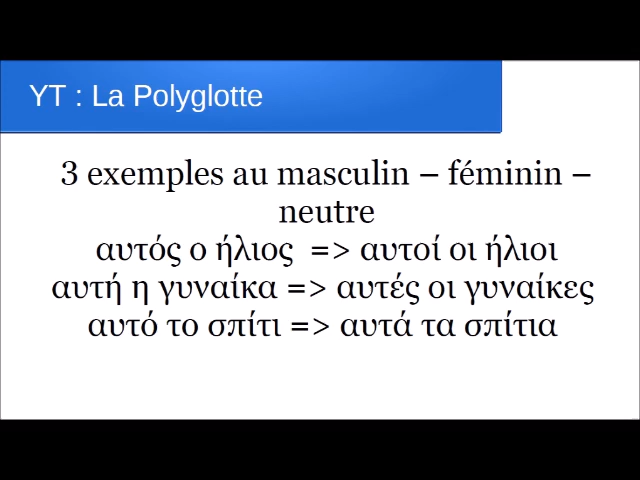 YT : La Polyglotte
3 exemples au masculin – féminin –
neutre
αυτός ο ήλιος => αυτοί οι ήλιοι
αυτή η γυναίκα => αυτές οι γυναίκες
αυτό το σπίτι => αυτά τα σπίτια